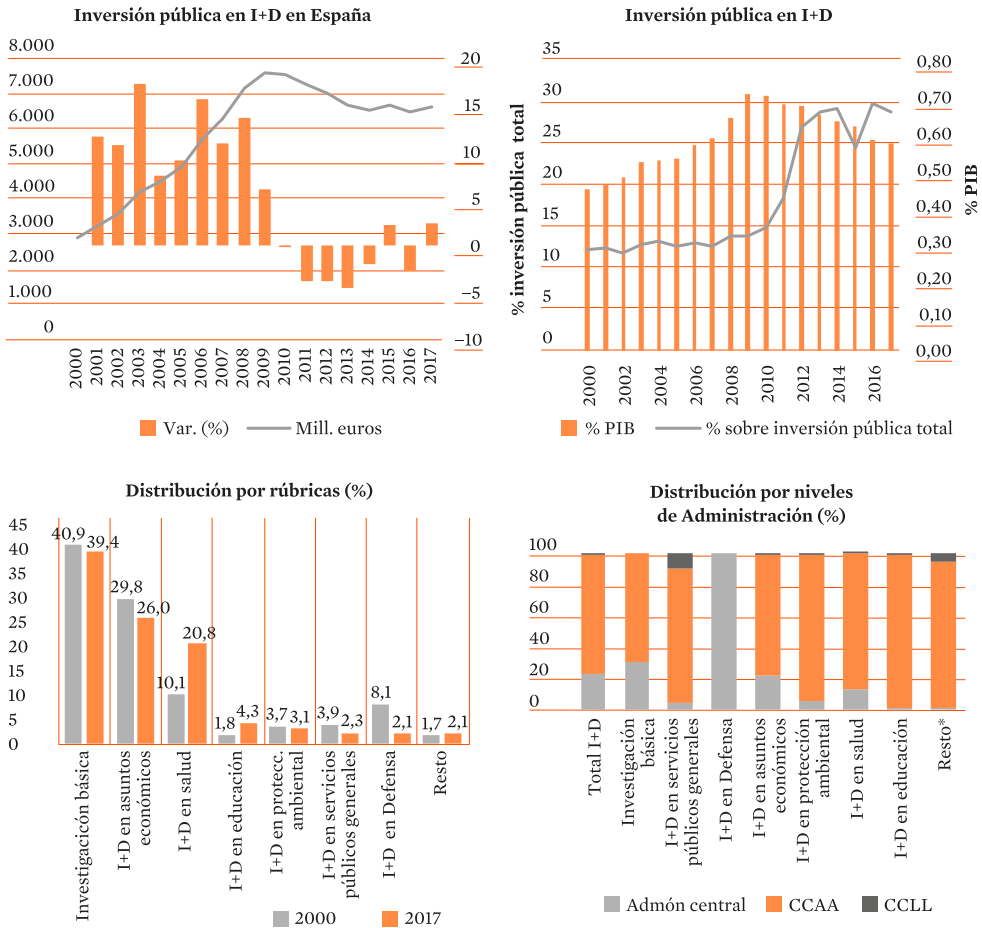 Inversión pública en I+D en España
8.000
7.000
6.000
5.000
4.000
3.000
2.000
1.000
0
20
15
10
5
0
–5
–10
2000
2001
2002
2003
2004
2005
2006
2007
2008
2009
2010
2011
2012
2013
2014
2015
2016
2017
Var. (%)
Mill. euros
Inversión pública en I+D
% inversión pública total
35
30
25
20
15
10
5
0
0,80
0,70
0,60
0,50
0,40
0,30
0,20
0,10
0,00
% PIB
2000
2002
2004
2006
2008
2010
2012
2014
2016
% PIB
% sobre inversión pública total
Distribución por rúbricas (%)
45
40
35
30
25
20
15
10
5
0
40,9
39,4
29,8
26,0
10,1
20,8
1,8
4,3
3,7
3,1
3,9
2,3
8,1
2,1
1,7
2,1
Investigacicón básica
I+D en asuntos
económicos
I+D en salud
I+D en educación
I+D en protecc.
ambiental
I+D en servicios
públicos generales
I+D en Defensa
Resto
2000
2017
Distribución por niveles
de Administración (%)
100
80
60
40
20
0
Total I+D
Investigación
básica
I+D en servicios
públicos generales
I+D en Defensa
I+D en asuntos
económicos
I+D en protección
ambiental
I+D en salud
I+D en educación
Resto*
Admón central
CCAA
CCLL